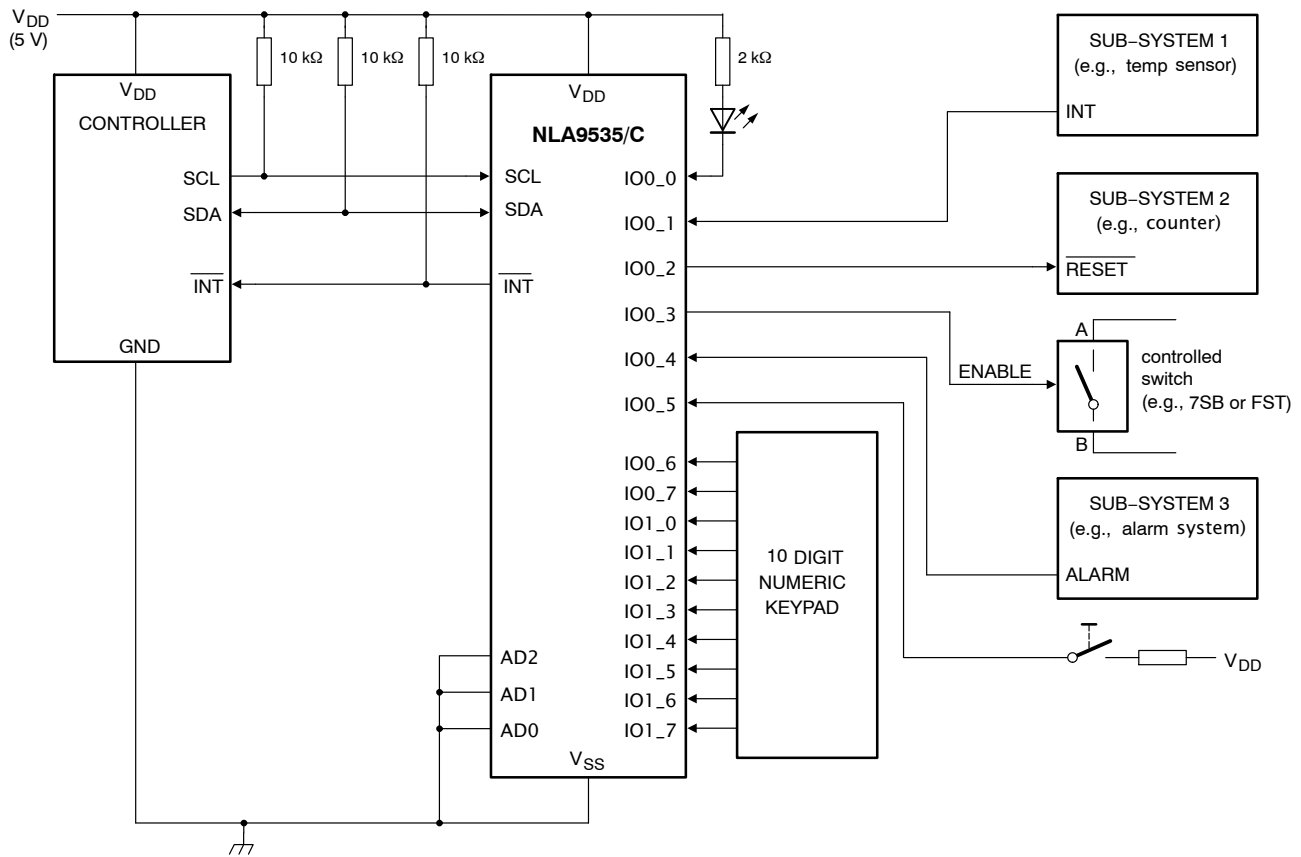 VDD
(5 V)
10 kΩ
10 kΩ
10 kΩ
2 kΩ
VDD
CONTROLLER
SCL
SDA
INT
GND
VDD
NLA9535/C
SCL
SDA
INT
AD2
AD1
AD0
VSS
IO0_0
IO0_1
IO0_2
IO0_3
IO0_4
IO0_5
IO0_6
IO0_7
IO1_0
IO1_1
IO1_2
IO1_3
IO1_4
IO1_5
IO1_6
IO1_7
10 DIGIT
NUMERIC
KEYPAD
SUB−SYSTEM 1
(e.g., temp sensor)
INT
SUB−SYSTEM 2
(e.g., counter)
RESET
A
ENABLE
B
controlled
switch
(e.g., 7SB or FST)
SUB−SYSTEM 3
(e.g., alarm system)
ALARM
VDD